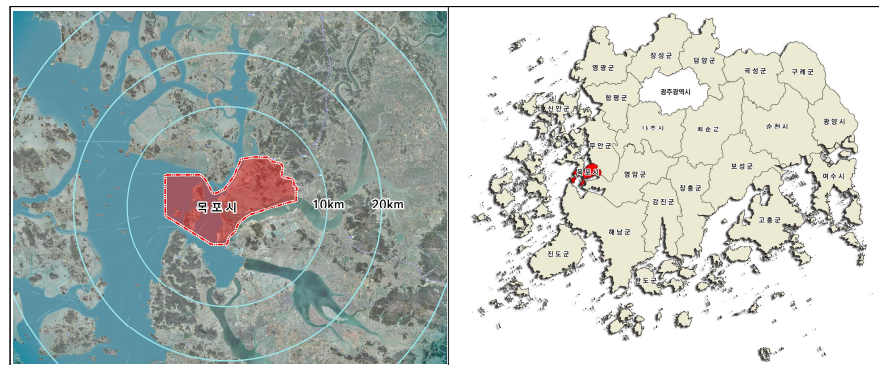 목포시
10km
20km
장성군
담양군
영광군
곡성군
구례군
광주광역시
함평군
신안군
나주시
화순군
순천시
광양시
무안군
목포시
영암군
보성군
여수시
장흥군
강진군
고흥군
해남군
진도군
완도군